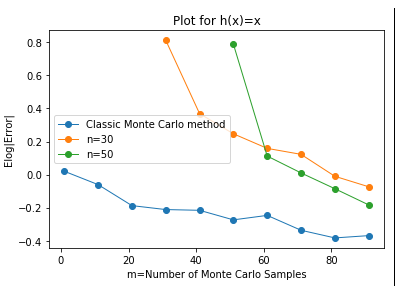 Plot for h(x)=x
Elog|Error|
0.8
0.6
0.4
0.2
0.0
−0.2
−0.4
Classic Monte Carlo method
n=30
n=50
0 20 40 60 80
m=Number of Monte Carlo Samples